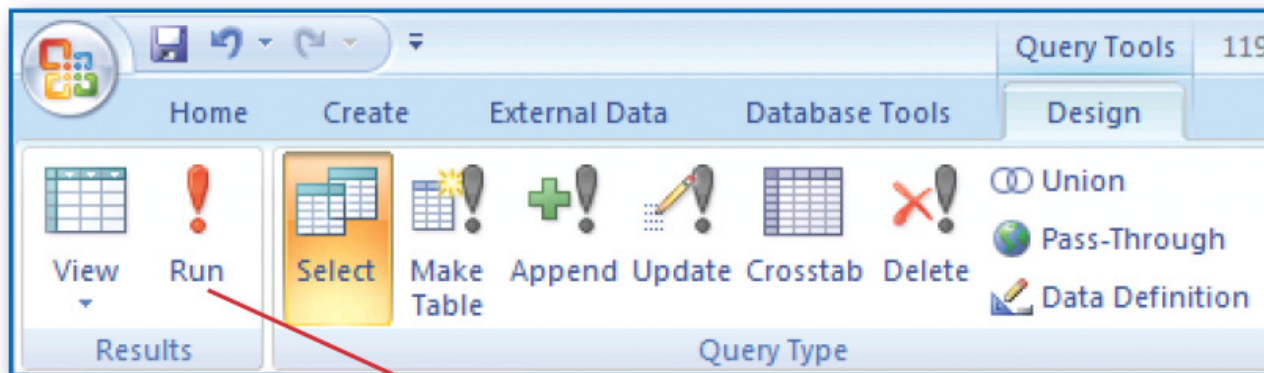 Query Tools 119
Home Create External Data Database Tools Design
View Run Select Make Table Append Update Crosstab Delete
Union
Pass-Through
Data Definition
Results Query Type